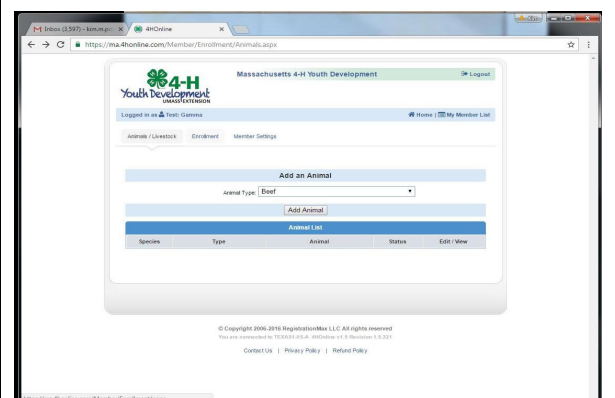 Inbox (3,597) - kim.m.pc
4HOnline
https://ma.4honline.com/Member/Enrollment/Animals.aspx
4-H
Youth Development
UMASS EXTENSION
Massachusetts 4-H Youth Development
Logout
Logged in as Test: Gamma
Home | My Member List
Animals / Livestock Enrollment Member Settings
Add an Animal
Animal Type: Beef
Add Animal
Animal List
Species Type Animal Status Edit / View
© Copyright 2006-2016 RegistrationMax LLC All rights reserved
Contact Us | Privacy Policy | Refund Policy